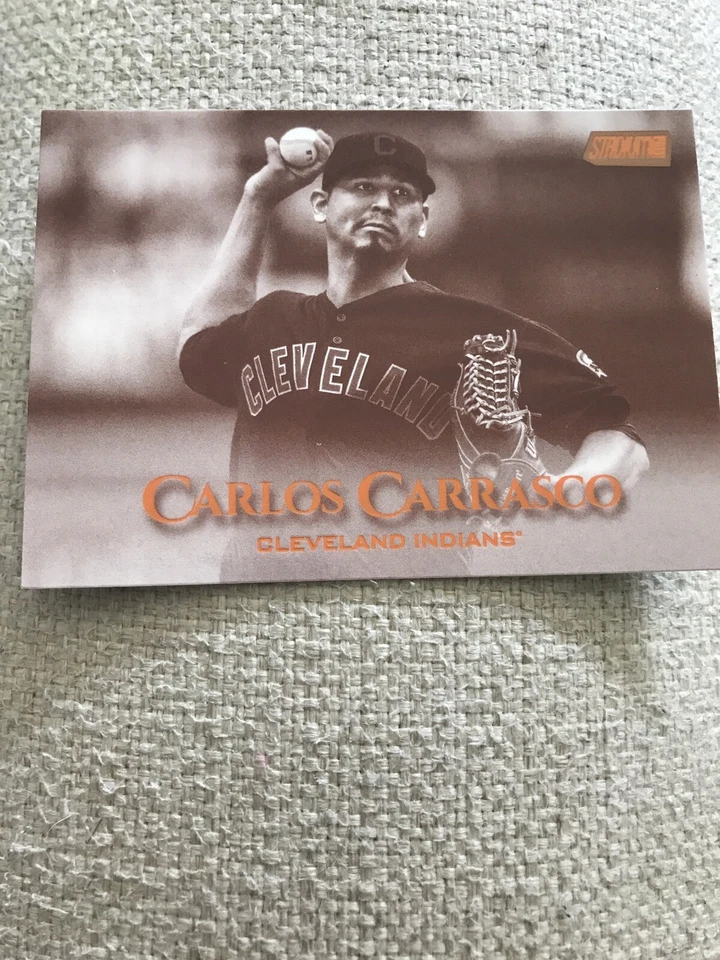 C
STADIUM
CLEVELAND
CARLOS CARRASCO
CLEVELAND INDIANS®